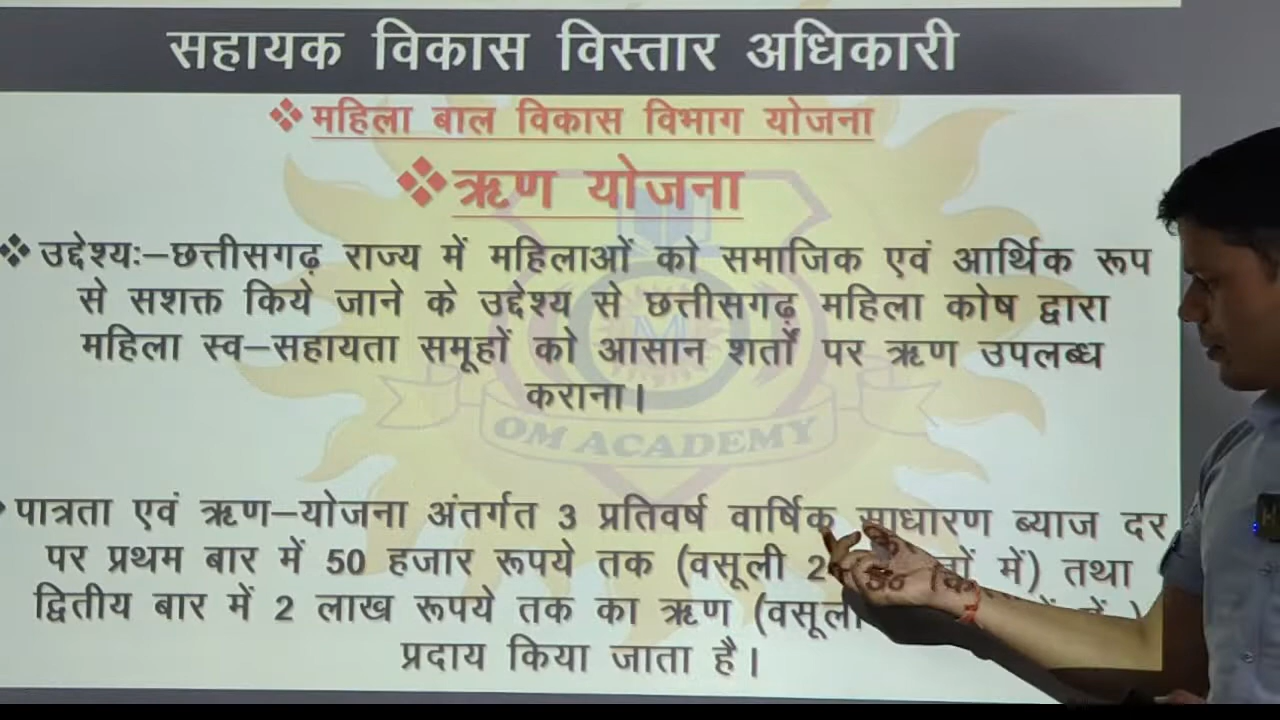 सहायक विकास विस्तार अधिकारी
❖महिला बाल विकास विभाग योजना
❖ऋण योजना
❖ उद्देश्यः–छत्तीसगढ़ राज्य में महिलाओं को समाजिक एवं आर्थिक रूप
से सशक्त किये जाने के उद्देश्य से छत्तीसगढ़ महिला कोष द्वारा
महिला स्व–सहायता समूहों को आसान शर्तों पर ऋण उपलब्ध
कराना।
OM ACADEMY
पात्रता एवं ऋण–योजना अंतर्गत 3 प्रतिवर्ष वार्षिक साधारण ब्याज दर
पर प्रथम बार में 50 हजार रूपये तक (वसूली में) तथा
द्वितीय बार में 2 लाख रूपये तक का ऋण (वसूली
प्रदाय किया जाता है।